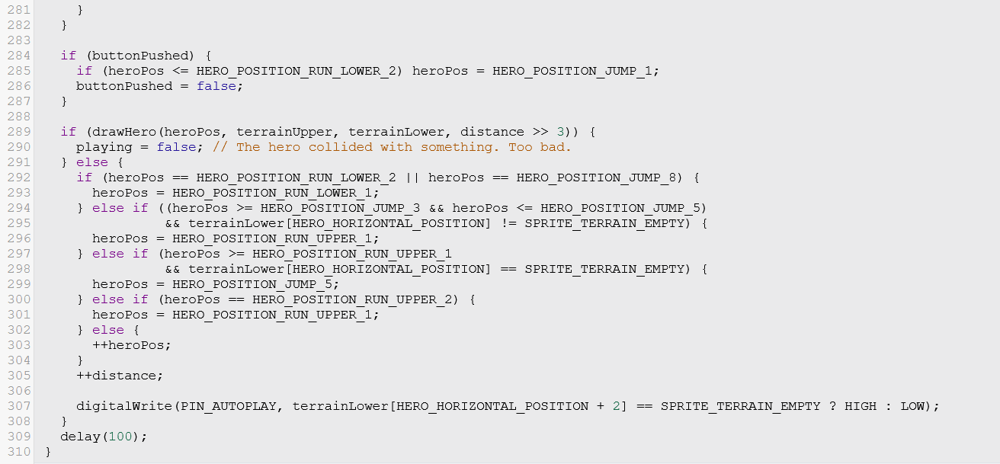 281       }
282     }
283
284   if (buttonPushed) {
285     if (heroPos <= HERO_POSITION_RUN_LOWER_2) heroPos = HERO_POSITION_JUMP_1;
286     buttonPushed = false;
287   }
288
289   if (drawHero(heroPos, terrainUpper, terrainLower, distance >> 3)) {
290     playing = false; // The hero collided with something. Too bad.
291   } else {
292     if (heroPos == HERO_POSITION_RUN_LOWER_2 || heroPos == HERO_POSITION_JUMP_8) {
293       heroPos = HERO_POSITION_RUN_LOWER_1;
294     } else if ((heroPos >= HERO_POSITION_JUMP_3 && heroPos <= HERO_POSITION_JUMP_5)
295                && terrainLower[HERO_HORIZONTAL_POSITION] != SPRITE_TERRAIN_EMPTY) {
296       heroPos = HERO_POSITION_RUN_UPPER_1;
297     } else if (heroPos >= HERO_POSITION_RUN_UPPER_1
298                && terrainLower[HERO_HORIZONTAL_POSITION] == SPRITE_TERRAIN_EMPTY) {
299       heroPos = HERO_POSITION_JUMP_5;
300     } else if (heroPos == HERO_POSITION_RUN_UPPER_2) {
301       heroPos = HERO_POSITION_RUN_UPPER_1;
302     } else {
303       ++heroPos;
304     }
305     ++distance;
306
307     digitalWrite(PIN_AUTOPLAY, terrainLower[HERO_HORIZONTAL_POSITION + 2] == SPRITE_TERRAIN_EMPTY ? HIGH : LOW);
308   }
309   delay(100);
310 }